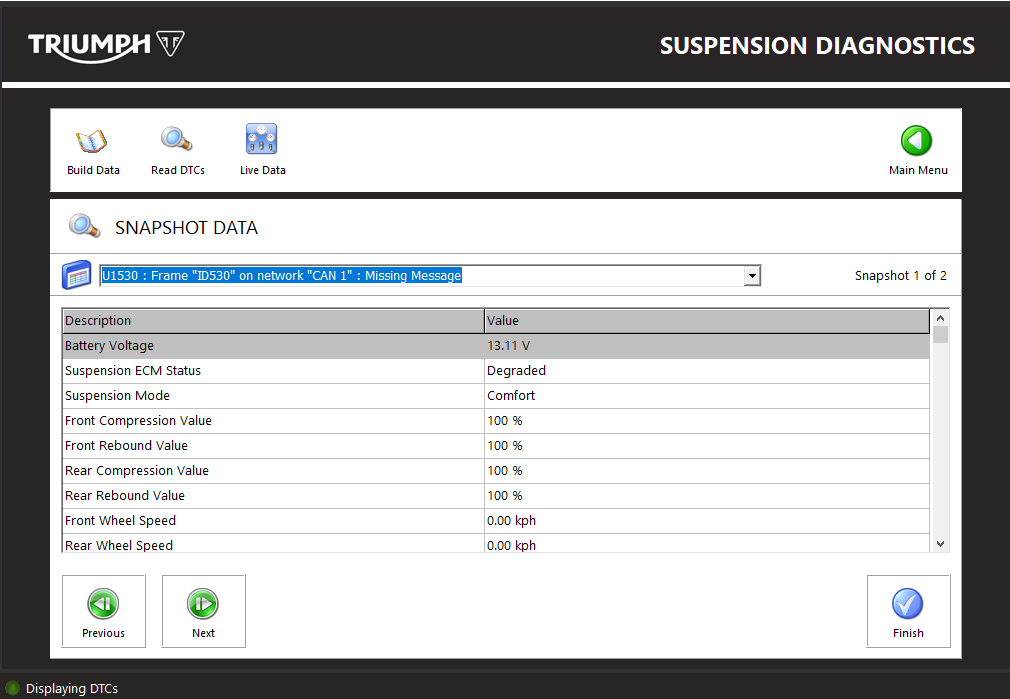 TRIUMPH
SUSPENSION DIAGNOSTICS
Build Data
Read DTCs
Live Data
Main Menu
SNAPSHOT DATA
U1530 : Frame "ID530" on network "CAN 1" : Missing Message
Snapshot 1 of 2
Description Value
Battery Voltage 13.11 V
Suspension ECM Status Degraded
Suspension Mode Comfort
Front Compression Value 100 %
Front Rebound Value 100 %
Rear Compression Value 100 %
Rear Rebound Value 100 %
Front Wheel Speed 0.00 kph
Rear Wheel Speed 0.00 kph
Previous
Next
Finish
Displaying DTCs